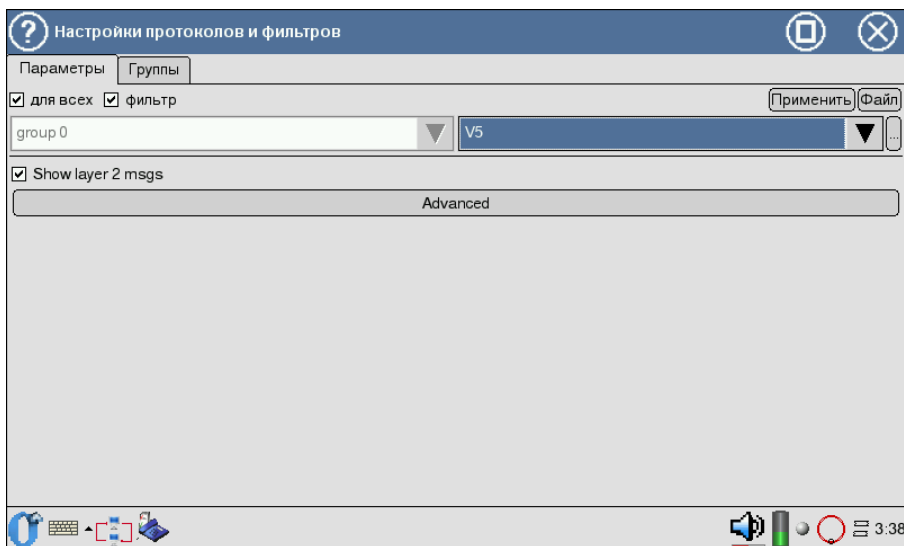 ? Настройки протоколов и фильтров
Параметры Группы
для всех фильтр Применить Файл
group 0 V5 ...
Show layer 2 msgs
Advanced
3:38